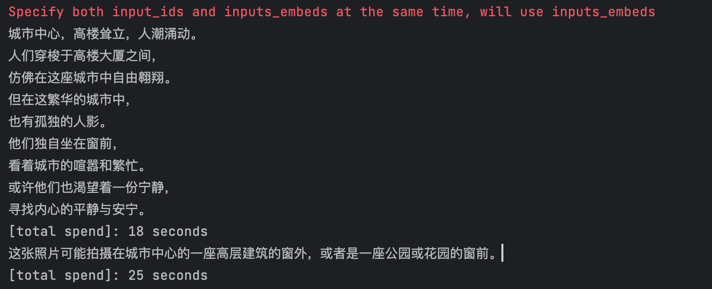 Specify both input_ids and inputs_embeds at the same time, will use inputs_embeds
城市中心，高楼耸立，人潮涌动。
人们穿梭于高楼大厦之间，
仿佛在这座城市中自由翱翔。
但在这繁华的城市中，
也有孤独的人影。
他们独自坐在窗前，
看着城市的喧嚣和繁忙。
或许他们也渴望着一份宁静，
寻找内心的平静与安宁。
[total spend]: 18 seconds
这张照片可能拍摄在城市中心的一座高层建筑的窗外，或者是一座公园或花园的窗前。
[total spend]: 25 seconds